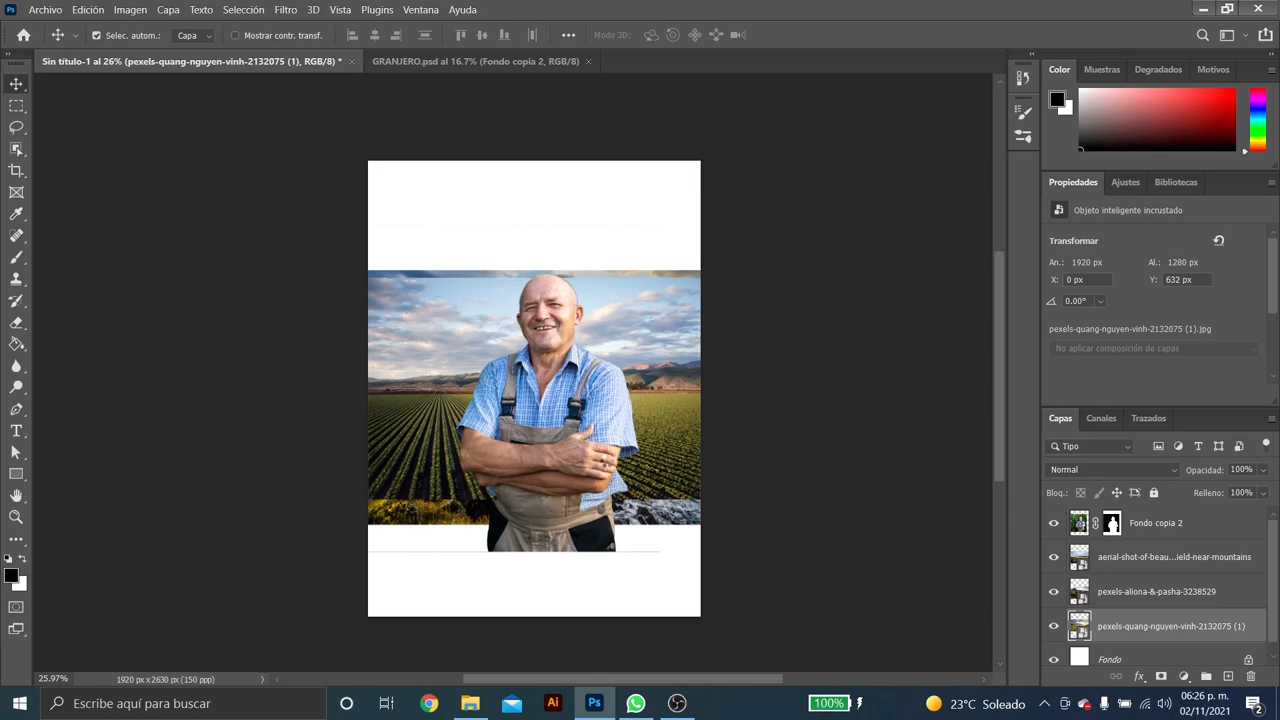 Archivo Edición Imagen Capa Texto Selección Filtro 3D Vista Plugins Ventana Ayuda
Selec. autom.: Capa Mostrar contr. transf. Modo 3D:
Sin título-1 al 26% (pexels-quang-nguyen-vinh-2132075 (1), RGB/8) * GRANJERO.psd al 16.7% (Fondo copia 2, RGB/8)
Color Muestras Degradados Motivos
Propiedades Ajustes Bibliotecas
Objeto inteligente incrustado
Transformar
An.: 1920 px Al.: 1280 px
X: 0 px Y: 632 px
0.00°
pexels-quang-nguyen-vinh-2132075 (1).jpg
No aplicar composición de capas
Capas Canales Trazados
Tipo
Normal Opacidad: 100%
Bloq.: Relleno: 100%
Fondo copia 2
aerial-shot-of-beau...ield-near-mountains
pexels-aliona-&-pasha-3238529
pexels-quang-nguyen-vinh-2132075 (1)
Fondo
25.97% 1920 px x 2630 px (150 ppp)
Escribe aquí para buscar
Ai Ps
100% 23°C Soleado
06:26 p. m.
02/11/2021
2